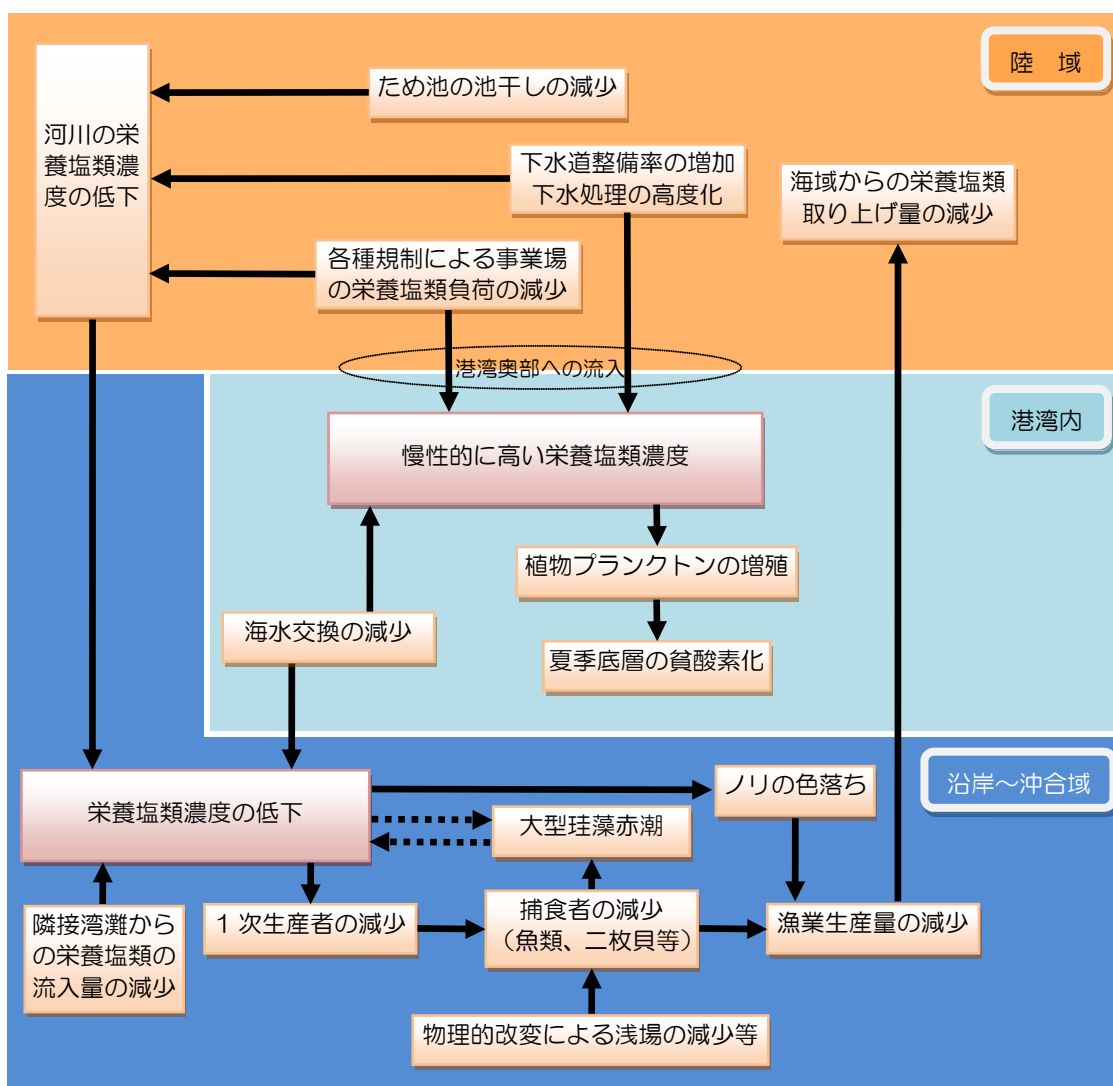 陸　域
ため池の池干しの減少
河川の栄
養塩類濃
度の低下
下水道整備率の増加
下水処理の高度化
海域からの栄養塩類
取り上げ量の減少
各種規制による事業場
の栄養塩類負荷の減少
港湾奥部への流入
港湾内
慢性的に高い栄養塩類濃度
植物プランクトンの増殖
海水交換の減少
夏季底層の貧酸素化
沿岸～沖合域
栄養塩類濃度の低下
ノリの色落ち
大型珪藻赤潮
隣接湾灘から
の栄養塩類の
流入量の減少
１次生産者の減少
捕食者の減少
（魚類、二枚貝等）
漁業生産量の減少
物理的改変による浅場の減少等